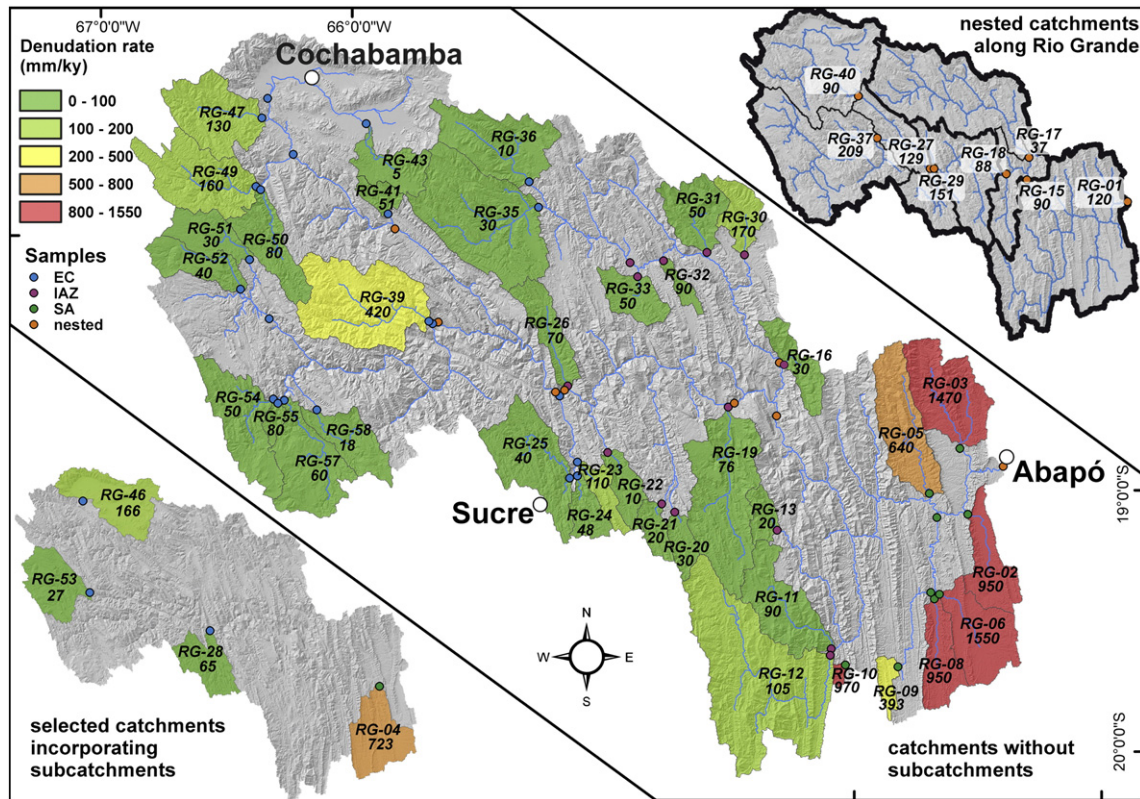 67°0'0"W
66°0'0"W
Denudation rate
(mm/ky)
0 - 100
100 - 200
200 - 500
500 - 800
800 - 1550
Samples
EC
IAZ
SA
nested
Cochabamba
nested catchments
along Rio Grande
RG-40
90
RG-37
209
RG-27
129
RG-29
151
RG-18
88
RG-17
37
RG-15
90
RG-01
120
RG-47
130
RG-49
160
RG-43
5
RG-41
51
RG-36
10
RG-35
30
RG-31
50
RG-30
170
RG-51
30
RG-52
40
RG-50
80
RG-39
420
RG-33
50
RG-32
90
RG-26
70
RG-16
30
RG-03
1470
RG-05
640
RG-54
50
RG-55
80
RG-58
18
RG-57
60
RG-25
40
RG-23
110
RG-24
48
RG-22
10
RG-21
20
RG-20
30
RG-19
76
RG-13
20
Abapó
Sucre
19°0'0"S
RG-11
90
RG-12
105
RG-10
970
RG-09
393
RG-08
950
RG-02
950
RG-06
1550
RG-46
166
RG-53
27
RG-28
65
RG-04
723
N
W
E
S
selected catchments
incorporating
subcatchments
catchments without
subcatchments
20°0'0"S